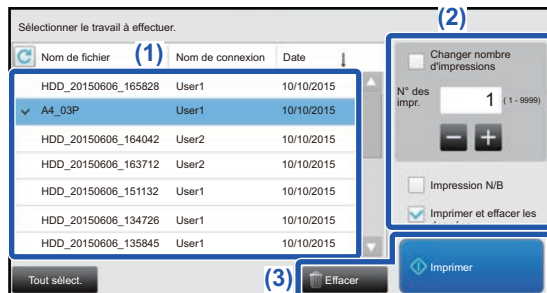 Sélectionner le travail à effectuer.
(2)
Nom de fichier (1) Nom de connexion Date
HDD_20150606_165828 User1 10/10/2015
A4_03P User1 10/10/2015
HDD_20150606_164042 User2 10/10/2015
HDD_20150606_163712 User2 10/10/2015
HDD_20150606_151132 User1 10/10/2015
HDD_20150606_134726 User1 10/10/2015
HDD_20150606_135845 User1 10/10/2015
Changer nombre
d'impressions
N° des
impr. 1 ( 1 - 9999)
Impression N/B
Imprimer et effacer les
Tout sélect. (3) Effacer Imprimer